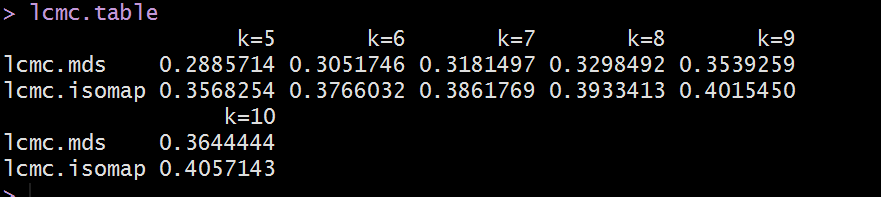 > lcmc.table
k=5 k=6 k=7 k=8 k=9
lcmc.mds 0.2885714 0.3051746 0.3181497 0.3298492 0.3539259
lcmc.isomap 0.3568254 0.3766032 0.3861769 0.3933413 0.4015450
k=10
lcmc.mds 0.3644444
lcmc.isomap 0.4057143
>